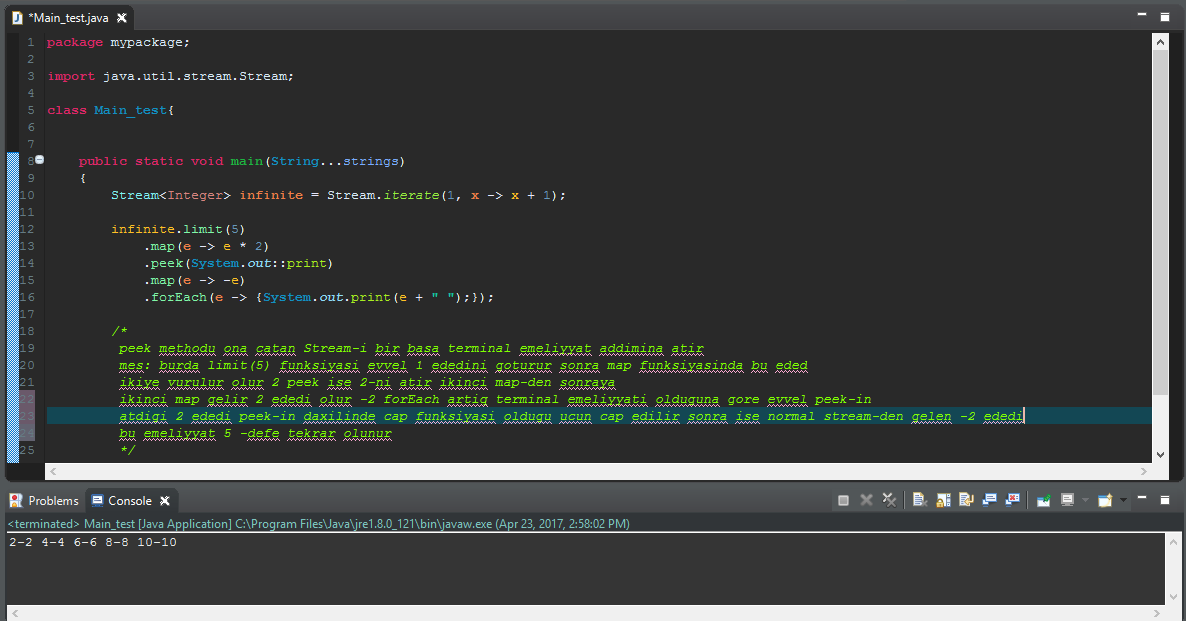 *Main_test.java
1 package mypackage;
2
3 import java.util.stream.Stream;
4
5 class Main_test{
6
7
8 public static void main(String...strings)
9 {
10 Stream<Integer> infinite = Stream.iterate(1, x -> x + 1);
11
12 infinite.limit(5)
13 .map(e -> e * 2)
14 .peek(System.out::print)
15 .map(e -> -e)
16 .forEach(e -> {System.out.print(e + " ");});
17
18 /*
19 peek methodu ona catan Stream-i bir basa terminal emeliyyat addimina atir
20 mes: burda limit(5) funksiyasi evvel 1 ededini goturur sonra map funksiyasinda bu eded
21 ikiye vurulur olur 2 peek ise 2-ni atir ikinci map-den sonraya
22 ikinci map gelir 2 ededi olur -2 forEach artiq terminal emeliyyati olduguna gore evvel peek-in
23 atdigi 2 ededi peek-in daxilinde cap funksiyasi oldugu ucun cap edilir sonra ise normal stream-den gelen -2 ededi
24 bu emeliyyat 5 -defe tekrar olunur
25 */
Problems Console
<terminated> Main_test [Java Application] C:\Program Files\Java\jre1.8.0_121\bin\javaw.exe (Apr 23, 2017, 2:58:02 PM)
2-2 4-4 6-6 8-8 10-10